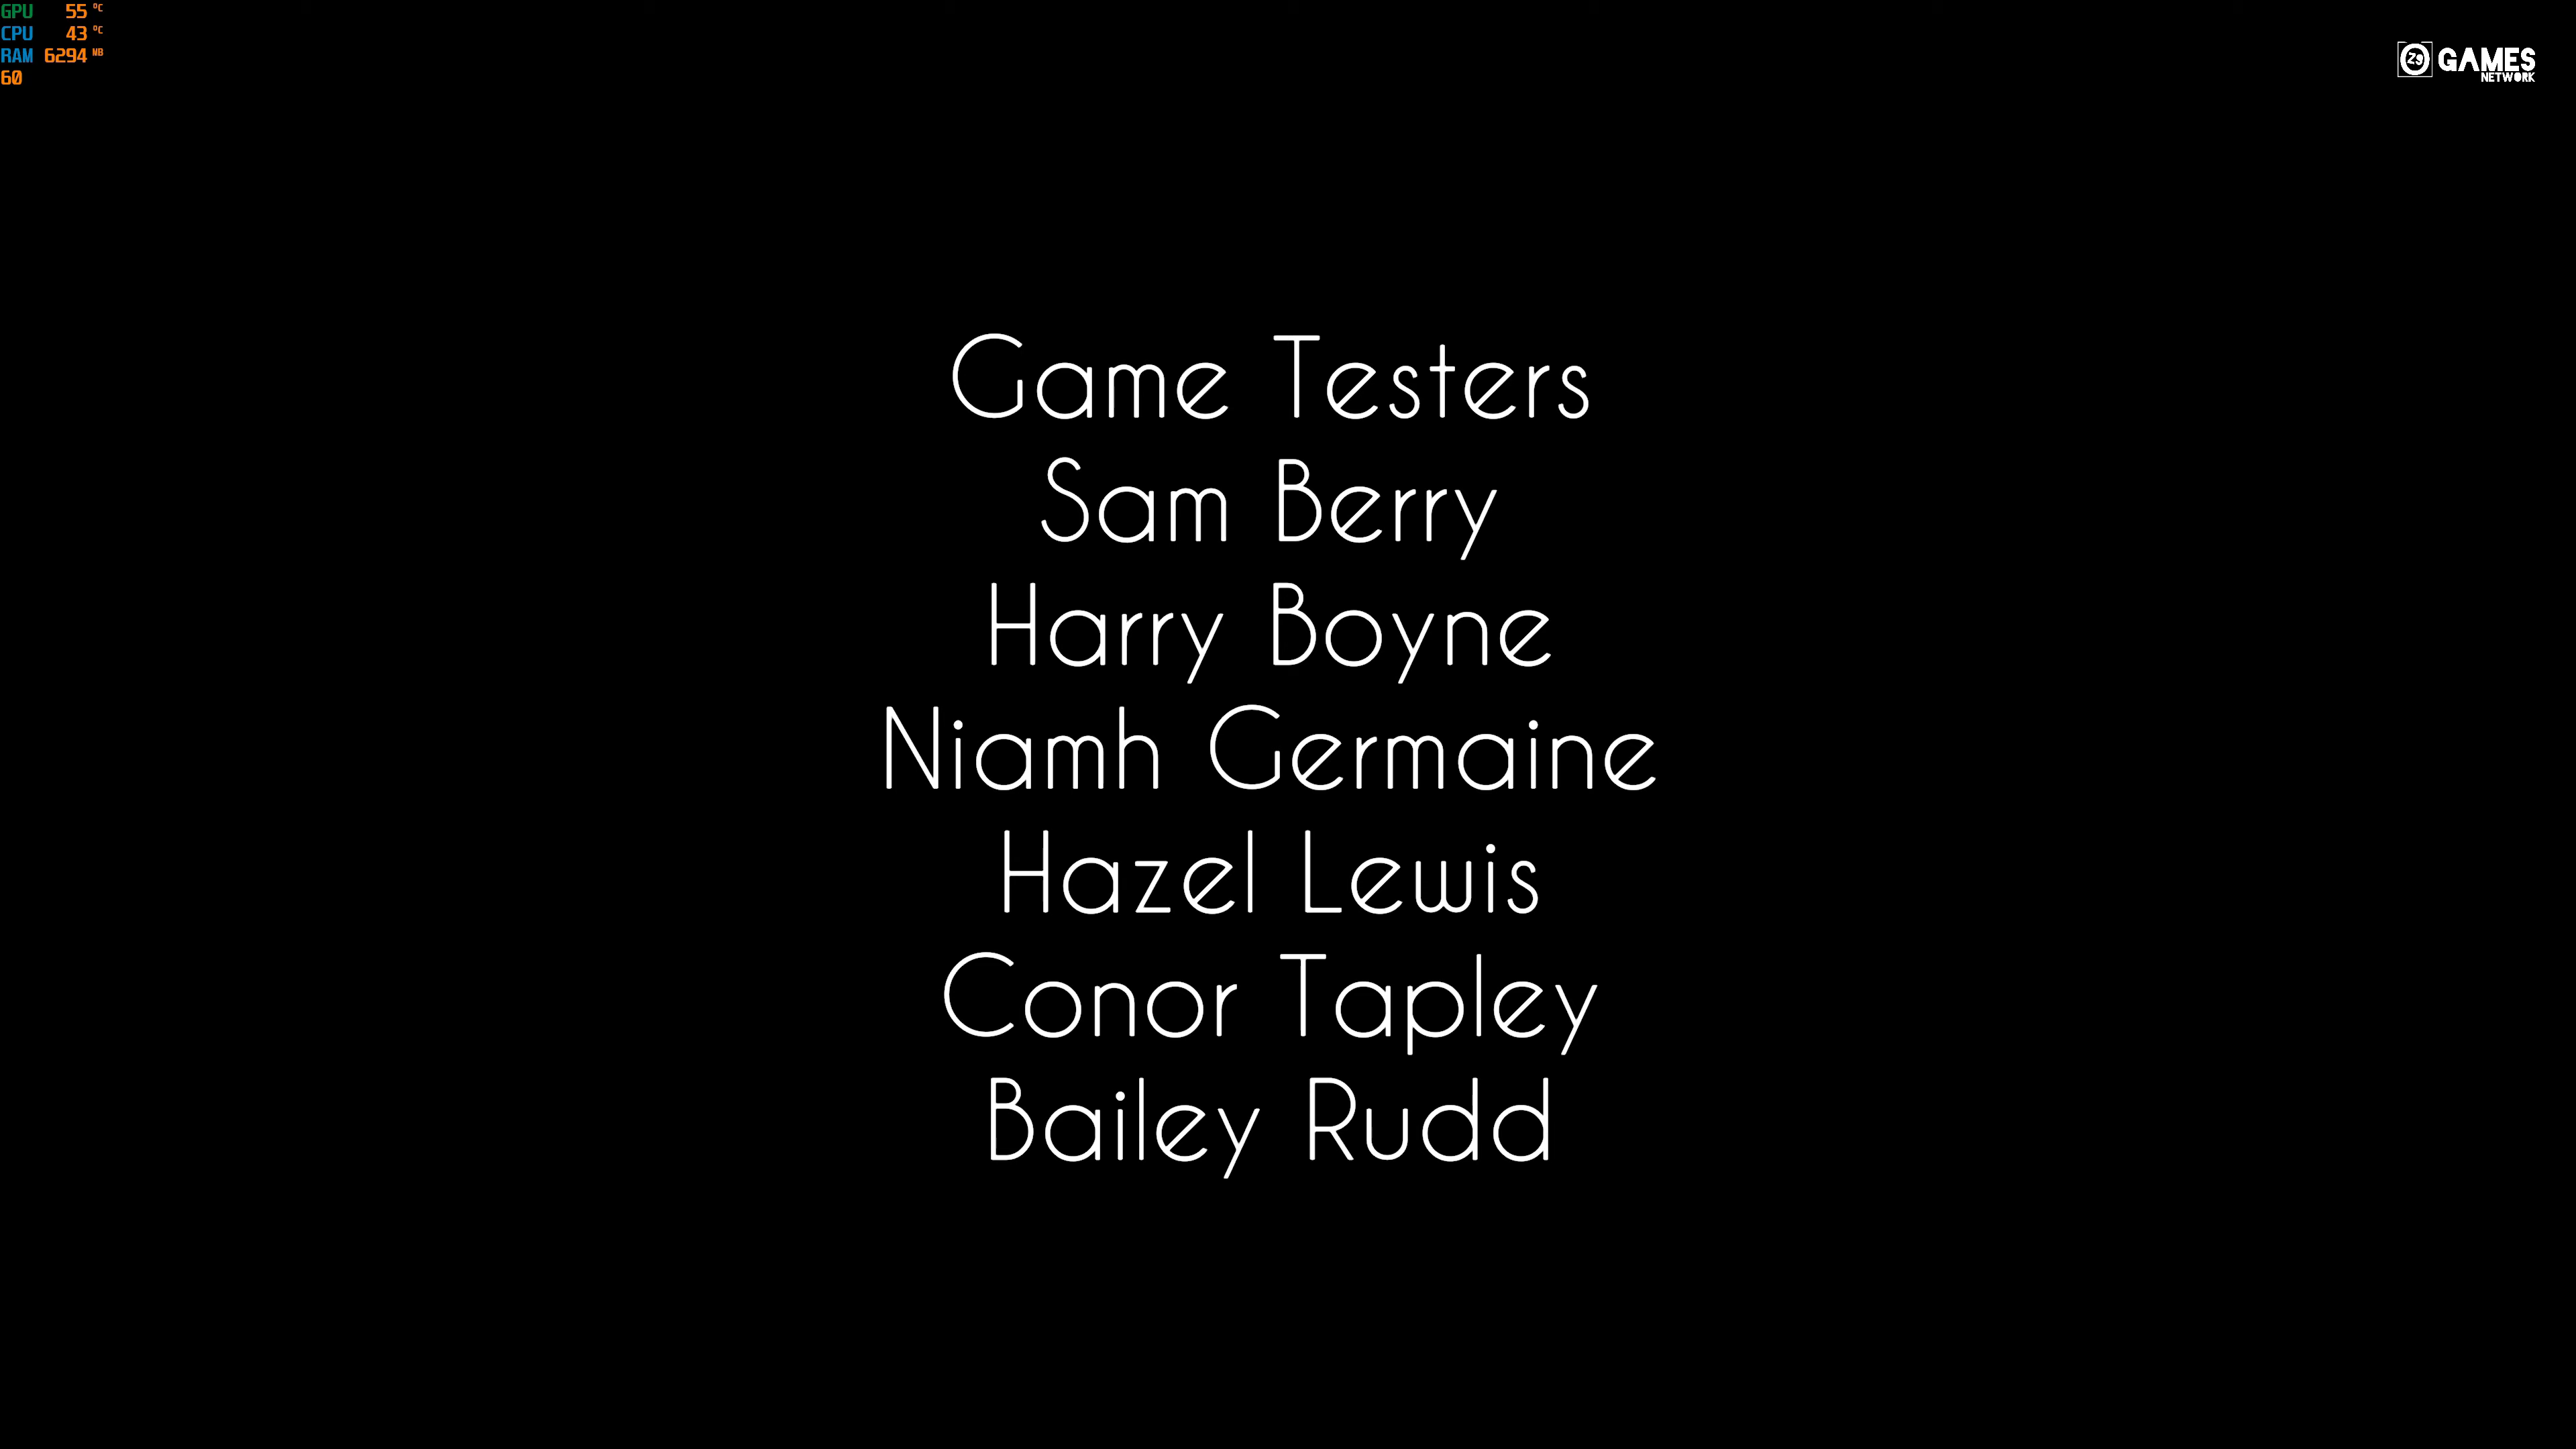 GPU 55 °C
CPU 43 °C
RAM 6294 MB
60
Z9 GAMES
NETWORK
Game Testers
Sam Berry
Harry Boyne
Niamh Germaine
Hazel Lewis
Conor Tapley
Bailey Rudd